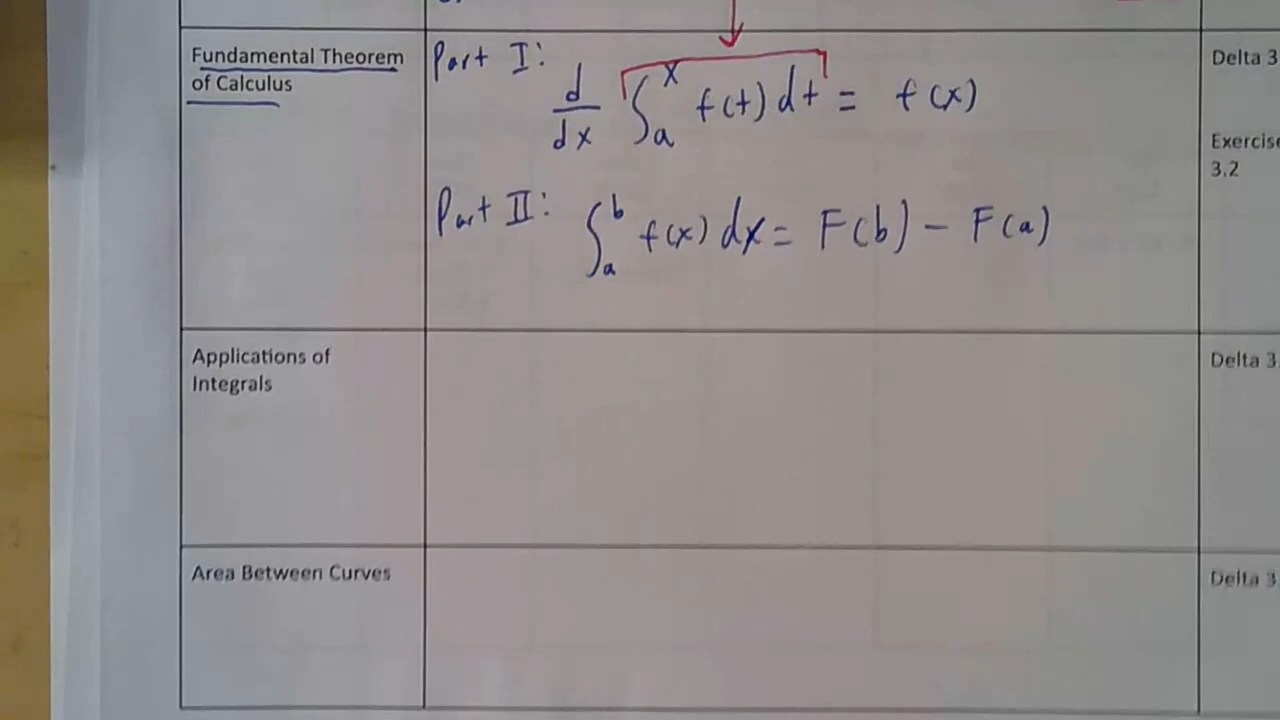 Fundamental Theorem
of Calculus
Part I:
d/dx ∫_a^x f(t) dt = f(x)
Part II: ∫_a^b f(x) dx = F(b) - F(a)
Delta 3
Exercise
3.2
Applications of
Integrals
Delta 3.
Area Between Curves
Delta 3